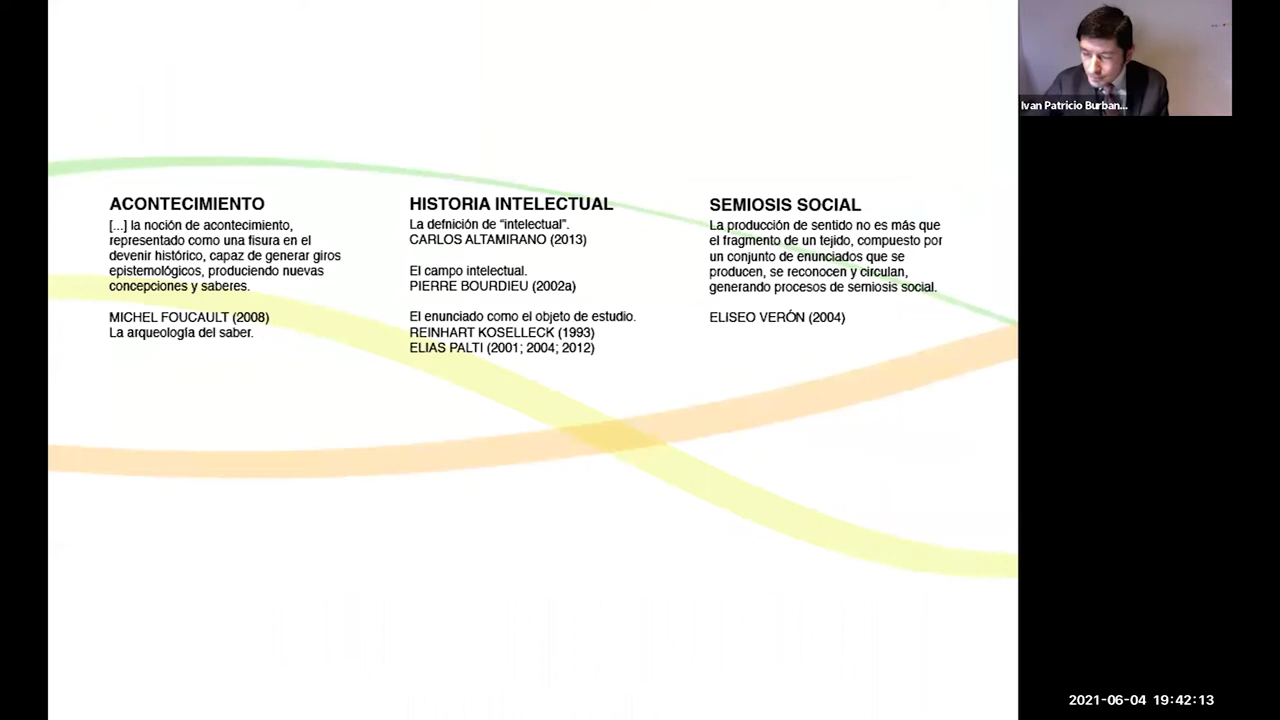 ACONTECIMIENTO
[...] la noción de acontecimiento,
representado como una fisura en el
devenir histórico, capaz de generar giros
epistemológicos, produciendo nuevas
concepciones y saberes.
MICHEL FOUCAULT (2008)
La arqueología del saber.
HISTORIA INTELECTUAL
La defnición de “intelectual”.
CARLOS ALTAMIRANO (2013)
El campo intelectual.
PIERRE BOURDIEU (2002a)
El enunciado como el objeto de estudio.
REINHART KOSELLECK (1993)
ELIAS PALTI (2001; 2004; 2012)
SEMIOSIS SOCIAL
La producción de sentido no es más que
el fragmento de un tejido, compuesto por
un conjunto de enunciados que se
producen, se reconocen y circulan,
generando procesos de semiosis social.
ELISEO VERÓN (2004)
Ivan Patricio Burban...
2021-06-04 19:42:13